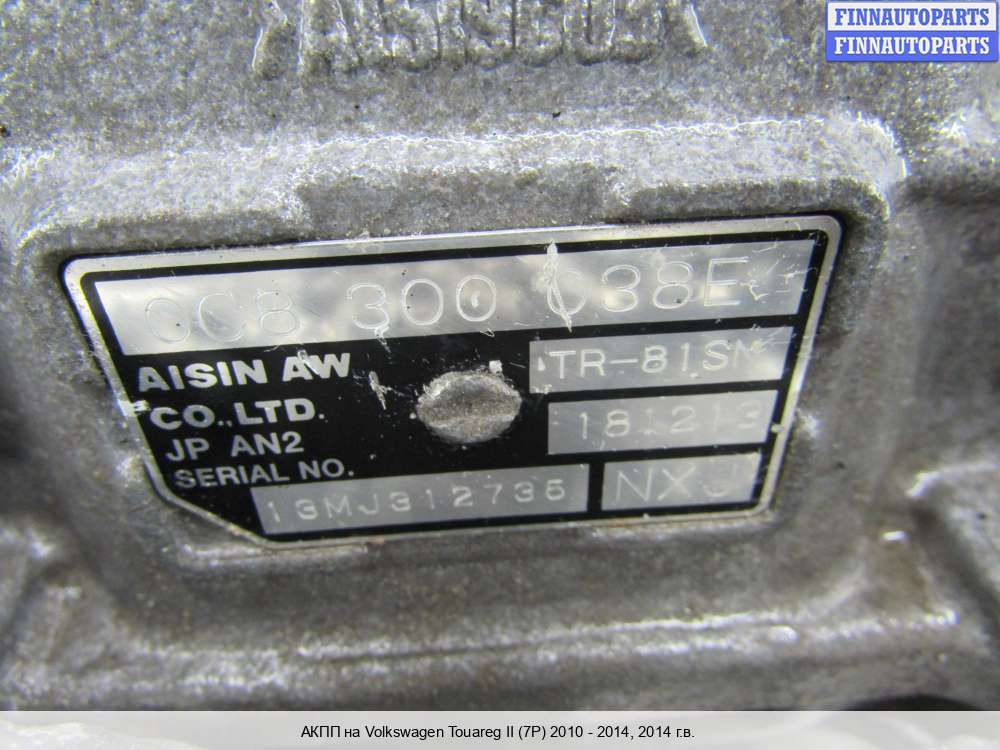 FINNAUTOPARTS
FINNAUTOPARTS
0C8 300 038E
AISIN AW
CO.,LTD.
TR-81SN
JP AN2
181213
SERIAL NO.
13MJ312735
NXJ
АКПП на Volkswagen Touareg II (7P) 2010 - 2014, 2014 г.в.